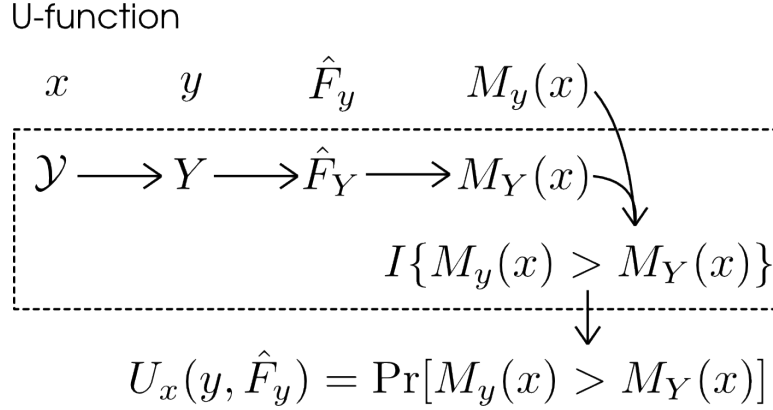 U-function
x y F̂_y M_y(x)
𝒴 → Y → F̂_Y → M_Y(x)
I{M_y(x) > M_Y(x)}
U_x(y, F̂_y) = Pr[M_y(x) > M_Y(x)]